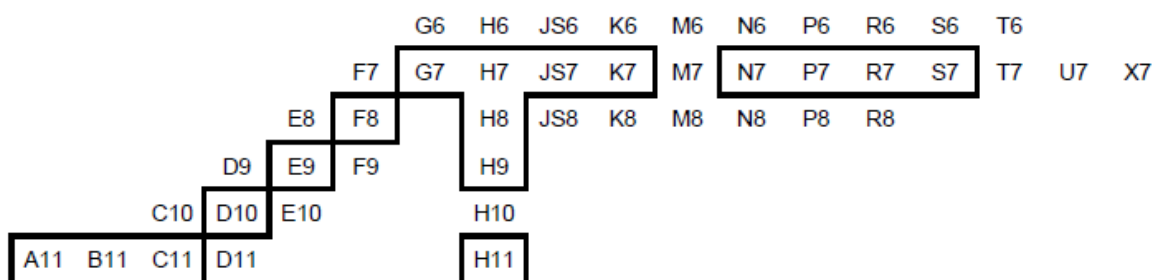 G6 H6 JS6 K6 M6 N6 P6 R6 S6 T6
F7 G7 H7 JS7 K7 M7 N7 P7 R7 S7 T7 U7 X7
E8 F8 H8 JS8 K8 M8 N8 P8 R8
D9 E9 F9 H9
C10 D10 E10 H10
A11 B11 C11 D11 H11